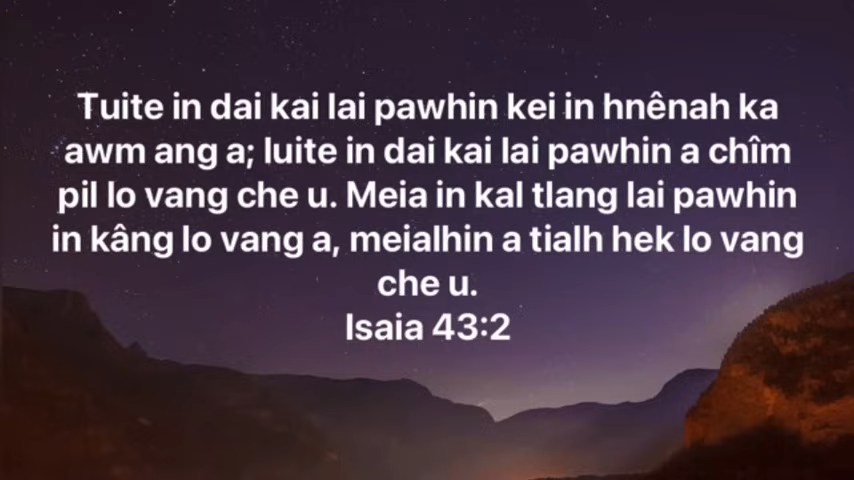 Tuite in dai kai lai pawhin kei in hnênah ka
awm ang a; luite in dai kai lai pawhin a chîm
pil lo vang che u. Meia in kal tlang lai pawhin
in kâng lo vang a, meialhin a tialh hek lo vang
che u.
Isaia 43:2